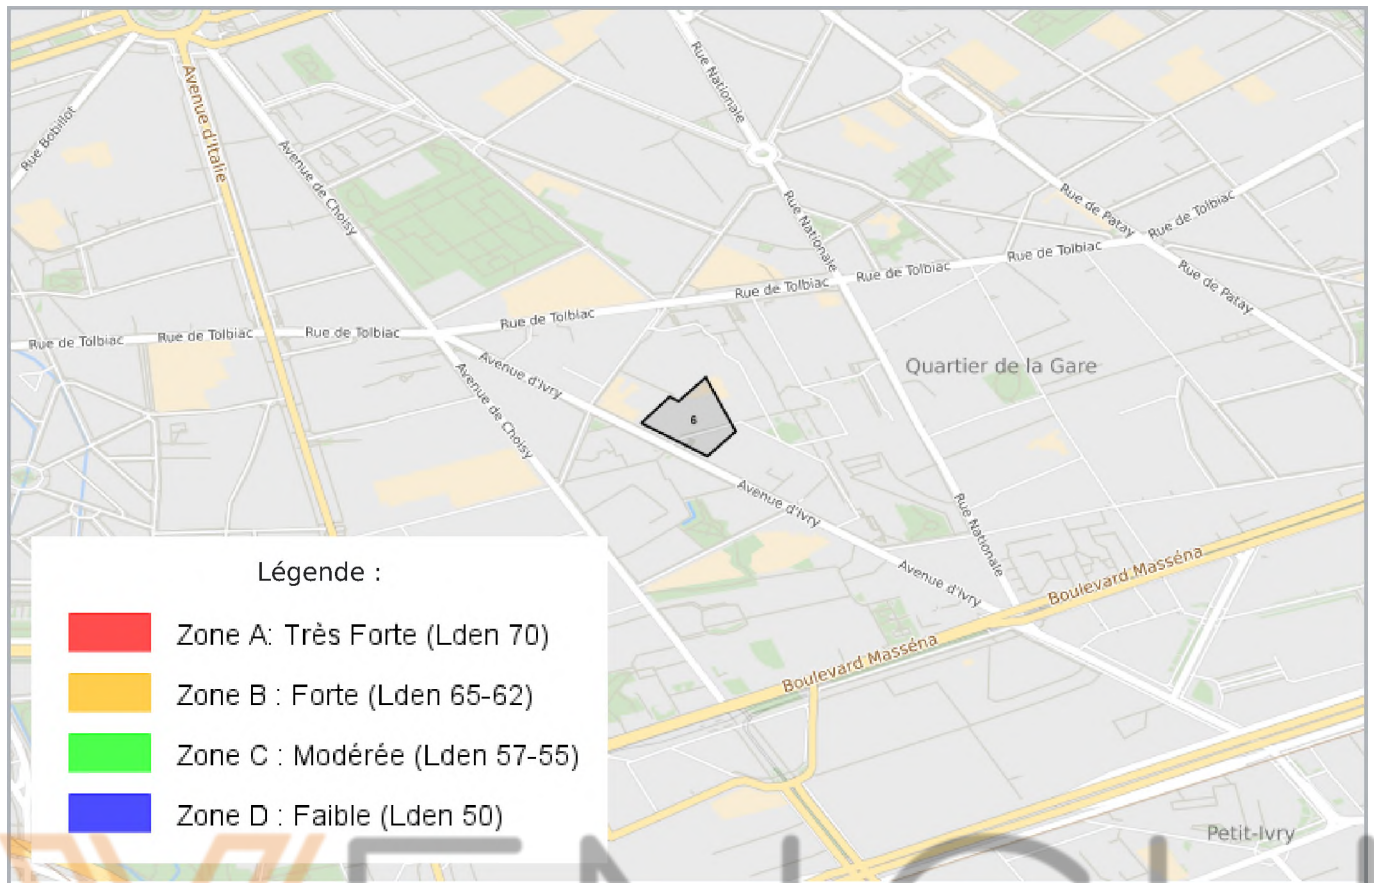 Rue Nationale
Rue Bobillot
Avenue d'Italie
Avenue de Choisy
Rue Nationale
Rue de Patay
Rue de Tolbiac
Rue de Tolbiac
Rue de Tolbiac
Rue de Tolbiac
Rue de Patay
Rue de Tolbiac
Rue de Tolbiac
Rue de Tolbiac
Rue de Tolbiac
Avenue d'Ivry
Quartier de la Gare
Avenue de Choisy
6
Avenue d'Ivry
Rue Nationale
Avenue d'Ivry
Boulevard Masséna
Boulevard Masséna
Légende :
Zone A: Très Forte (Lden 70)
Zone B : Forte (Lden 65-62)
Zone C : Modérée (Lden 57-55)
Zone D : Faible (Lden 50)
Petit-Ivry